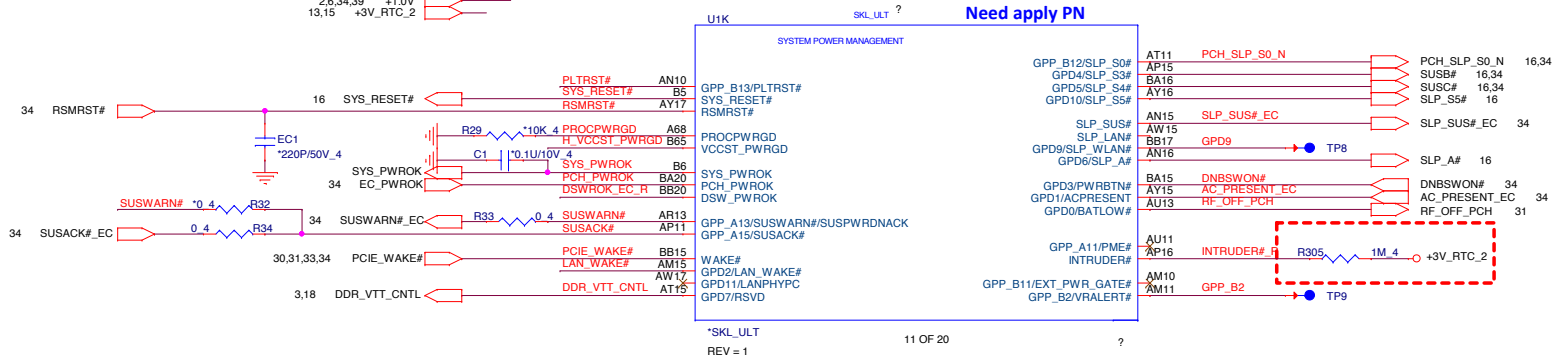 2,6,34,39 +1.0V
13,15 +3V_RTC_2
U1K
SKL_ULT ?
Need apply PN
SYSTEM POWER MANAGEMENT
34 RSMRST#
EC1
*220P/50V_4
16 SYS_RESET#
PLTRST# AN10 GPP_B13/PLTRST#
SYS_RESET# B5 SYS_RESET#
RSMRST# AY17 RSMRST#
R29 *10K_4 PROCPWRGD A68 PROCPWRGD
H_VCCST_PWRGD B65 VCCST_PWRGD
C1 *0.1U/10V_4
SYS_PWROK SYS_PWROK B6 SYS_PWROK
34 EC_PWROK PCH_PWROK BA20 PCH_PWROK
DSWROK_EC_R BB20 DSW_PWROK
SUSWARN# *0_4 R32
34 SUSWARN#_EC R33 0_4 SUSWARN# AR13 GPP_A13/SUSWARN#/SUSPWRDNACK
34 SUSACK#_EC 0_4 R34 SUSACK# AP11 GPP_A15/SUSACK#
30,31,33,34 PCIE_WAKE# PCIE_WAKE# BB15 WAKE#
LAN_WAKE# AM15 GPD2/LAN_WAKE#
AW17 GPD11/LANPHYPC
3,18 DDR_VTT_CNTL DDR_VTT_CNTL AT15 GPD7/RSVD
GPP_B12/SLP_S0# AT11 PCH_SLP_S0_N PCH_SLP_S0_N 16,34
GPD4/SLP_S3# AP15 SUSB# 16,34
GPD5/SLP_S4# BA16 SUSC# 16,34
GPD10/SLP_S5# AY16 SLP_S5# 16
SLP_SUS# AN15 SLP_SUS#_EC SLP_SUS#_EC 34
SLP_LAN# AW15
GPD9/SLP_WLAN# BB17 GPD9 TP8
GPD6/SLP_A# AN16 SLP_A# 16
GPD3/PWRBTN# BA15 DNBSWON# DNBSWON# 34
GPD1/ACPRESENT AY15 AC_PRESENT_EC AC_PRESENT_EC 34
GPD0/BATLOW# AU13 RF_OFF_PCH RF_OFF_PCH 31
GPP_A11/PME# AU11
INTRUDER# AP16 INTRUDER#_R R305 1M_4 +3V_RTC_2
GPP_B11/EXT_PWR_GATE# AM10
GPP_B2/VRALERT# AM11 GPP_B2 TP9
*SKL_ULT
REV = 1
11 OF 20
?